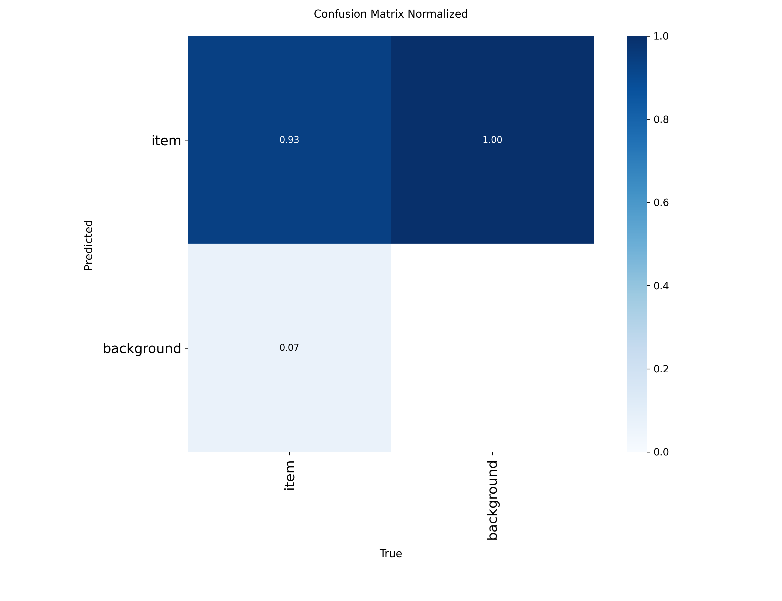 Confusion Matrix Normalized
1.0
0.8
0.6
0.4
0.2
0.0
Predicted
item
background
0.93
1.00
0.07
item
background
True